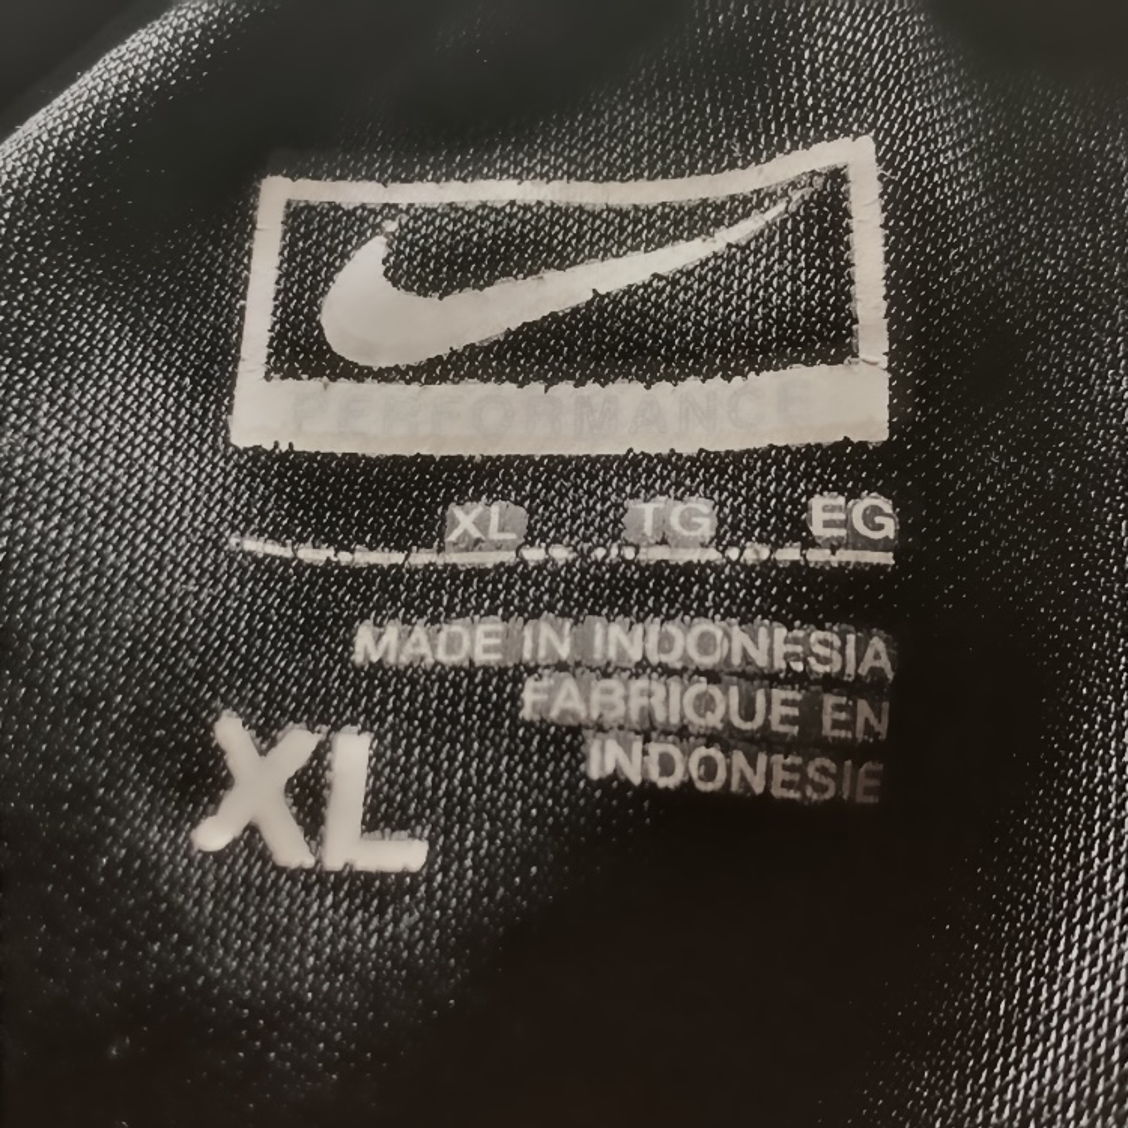 PERFORMANCE
XL TG EG
MADE IN INDONESIA
FABRIQUE EN
INDONESIE
XL